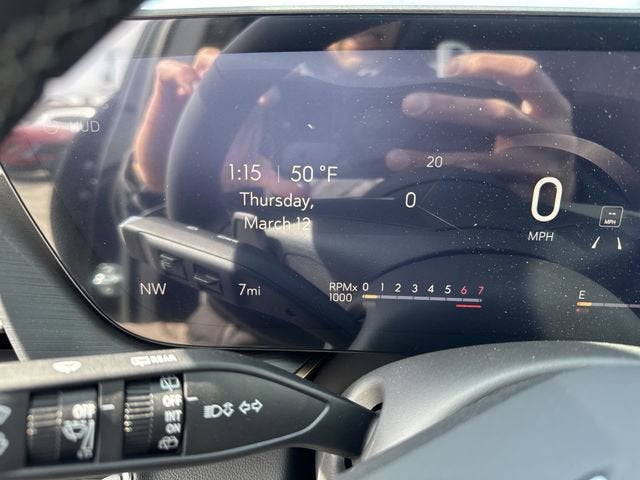 HUD
1:15 | 50 °F
Thursday,
March 12
20
0
0
MPH
--
MPH
NW
7mi
RPMx
1000
0 1 2 3 4 5 6 7
E
REAR
OFF
OFF
INT
ON